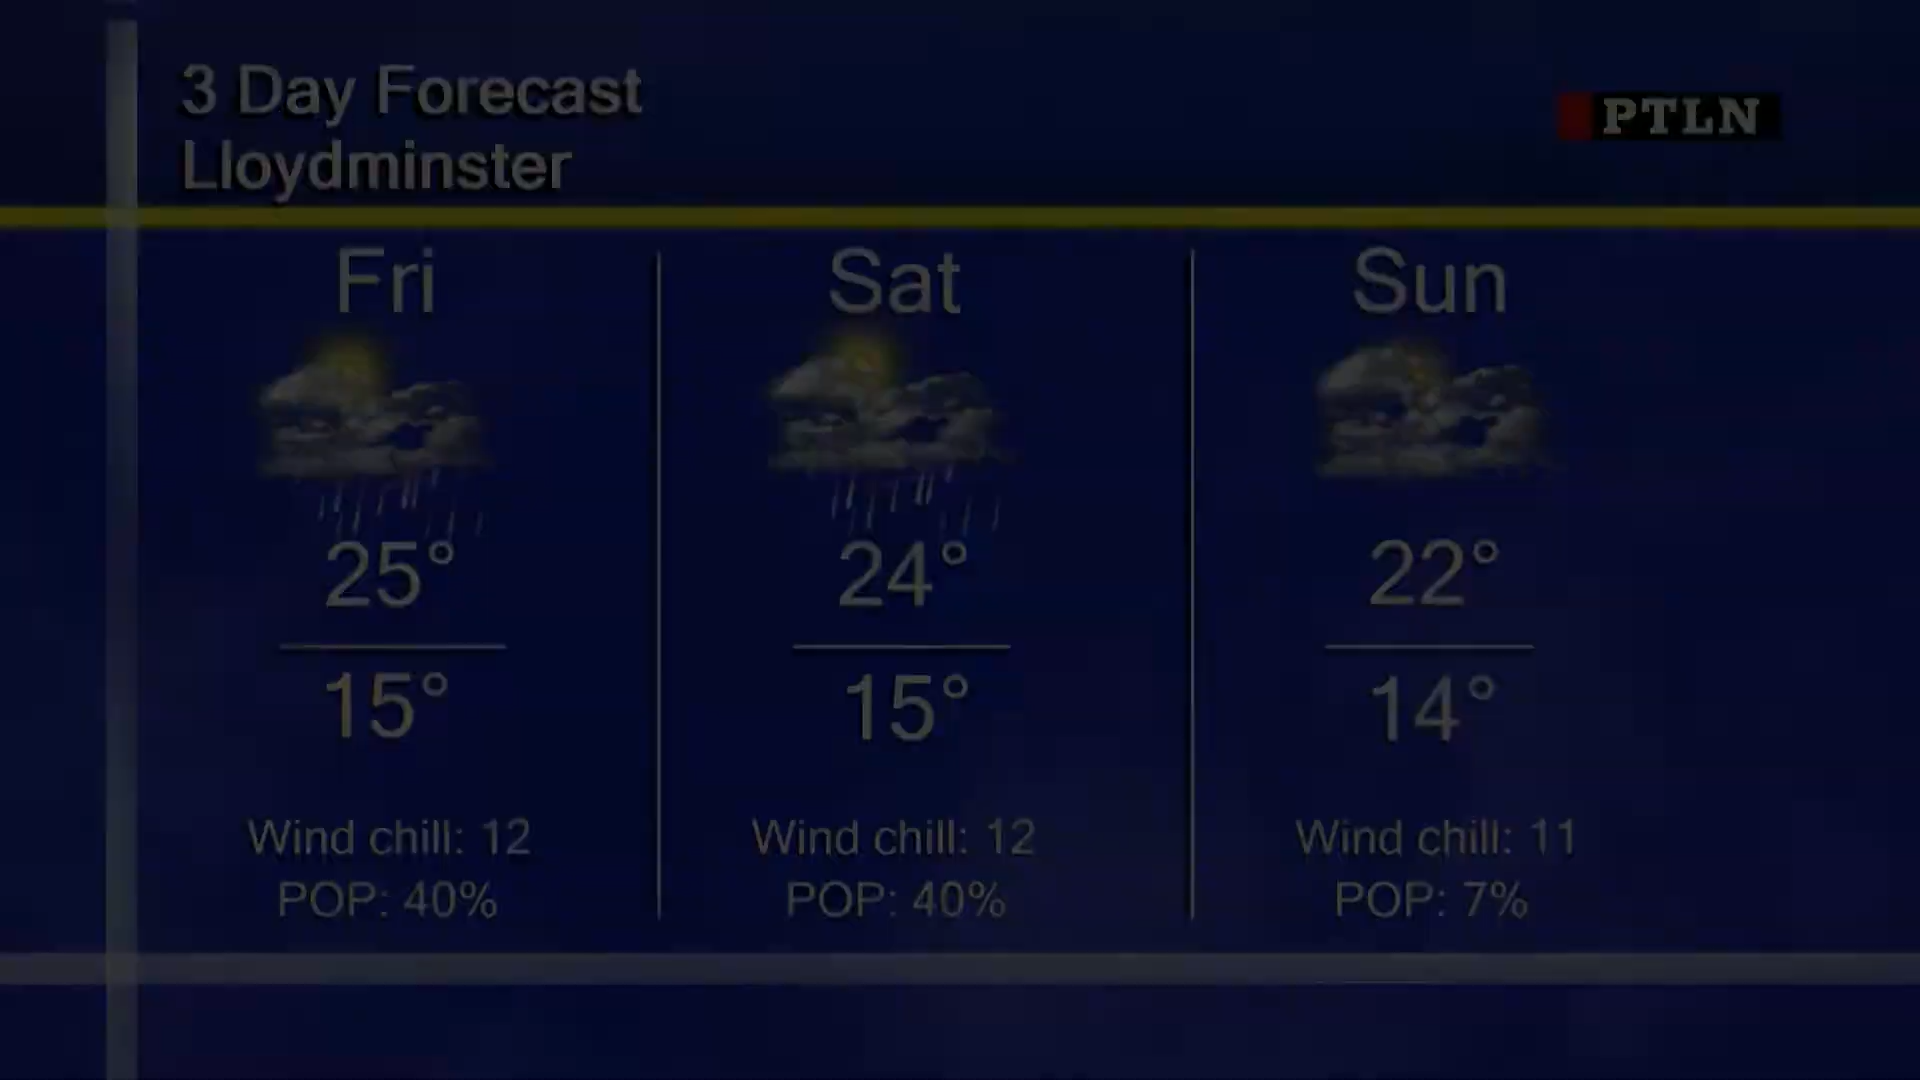 3 Day Forecast
Lloydminster
PTLN
Fri
25°
15°
Wind chill: 12
POP: 40%
Sat
24°
15°
Wind chill: 12
POP: 40%
Sun
22°
14°
Wind chill: 11
POP: 7%